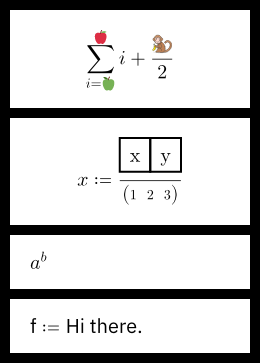 ∑ i=🍏 🍎 i + 🐒/2
x := x y / (1 2 3)
a^b
f := Hi there.